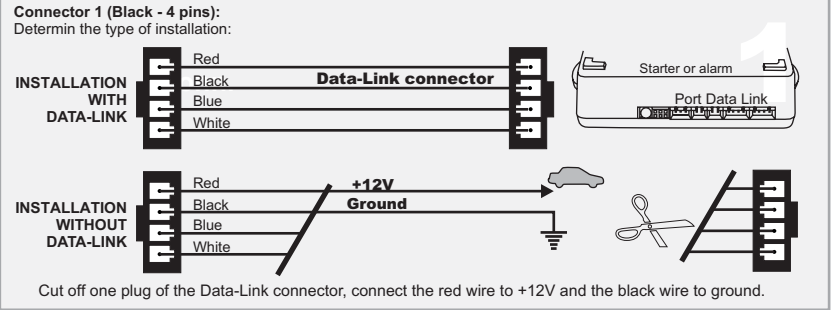 Connector 1 (Black - 4 pins):
Determin the type of installation:
1
INSTALLATION
WITH
DATA-LINK
Red
Black
Blue
White
Data-Link connector
Starter or alarm
Port Data Link
INSTALLATION
WITHOUT
DATA-LINK
Red
Black
Blue
White
+12V
Ground
Cut off one plug of the Data-Link connector, connect the red wire to +12V and the black wire to ground.